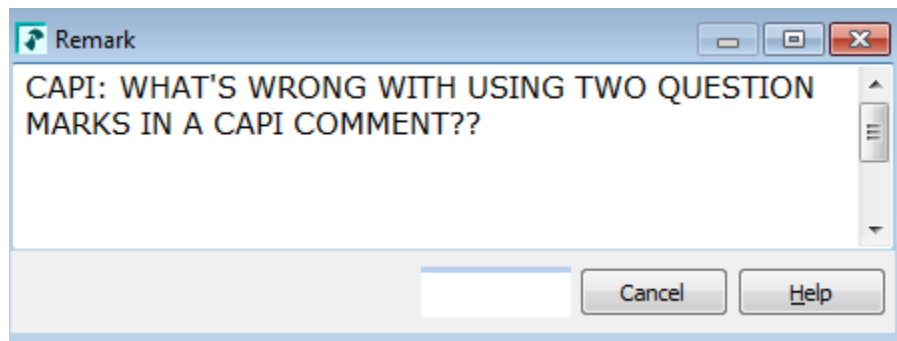 Remark
CAPI: WHAT'S WRONG WITH USING TWO QUESTION
MARKS IN A CAPI COMMENT??
Cancel
Help